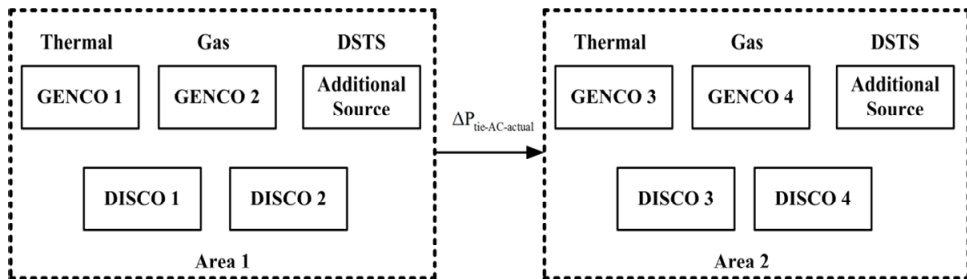 Thermal Gas DSTS
GENCO 1 GENCO 2 Additional Source
DISCO 1 DISCO 2
Area 1
ΔPtie-AC-actual
Thermal Gas DSTS
GENCO 3 GENCO 4 Additional Source
DISCO 3 DISCO 4
Area 2